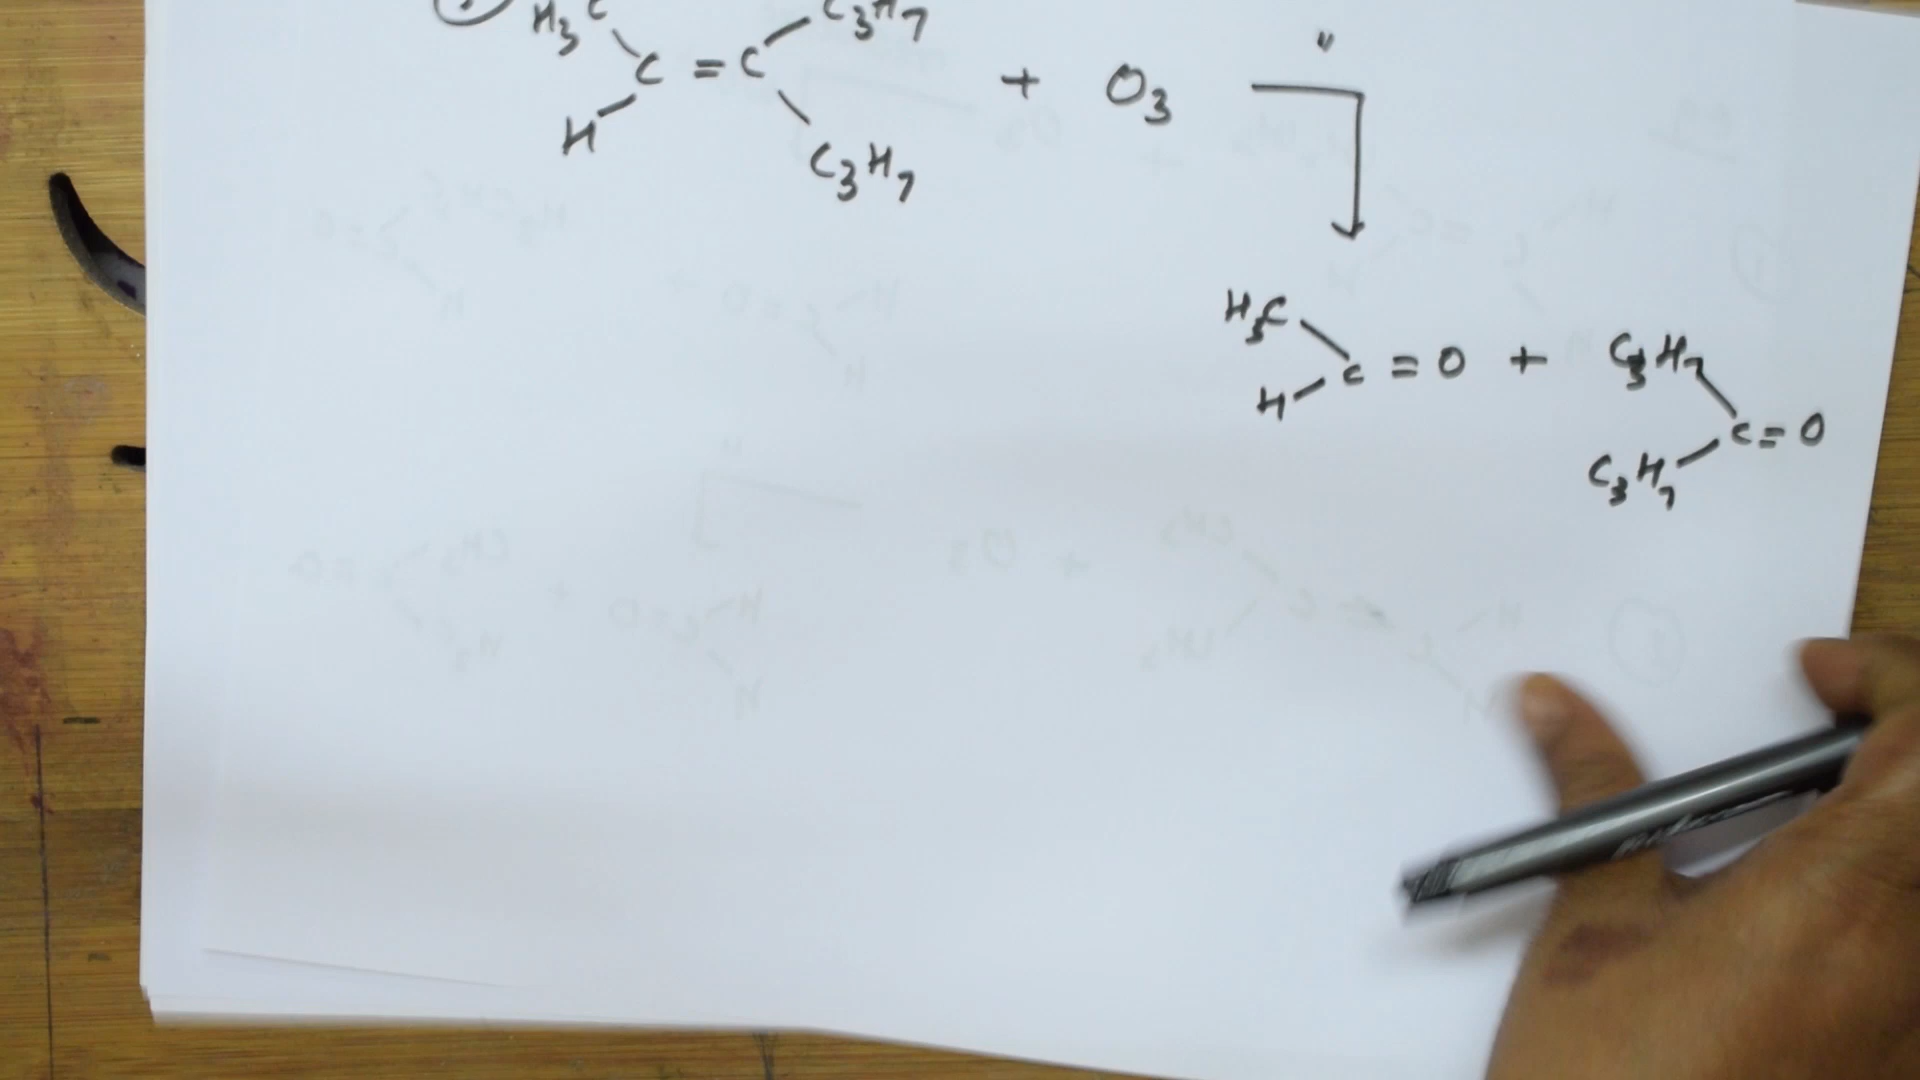 H3C C3H7
C = C + O3 "
H C3H7
H3C C3H7
C = O + C = O
H C3H7